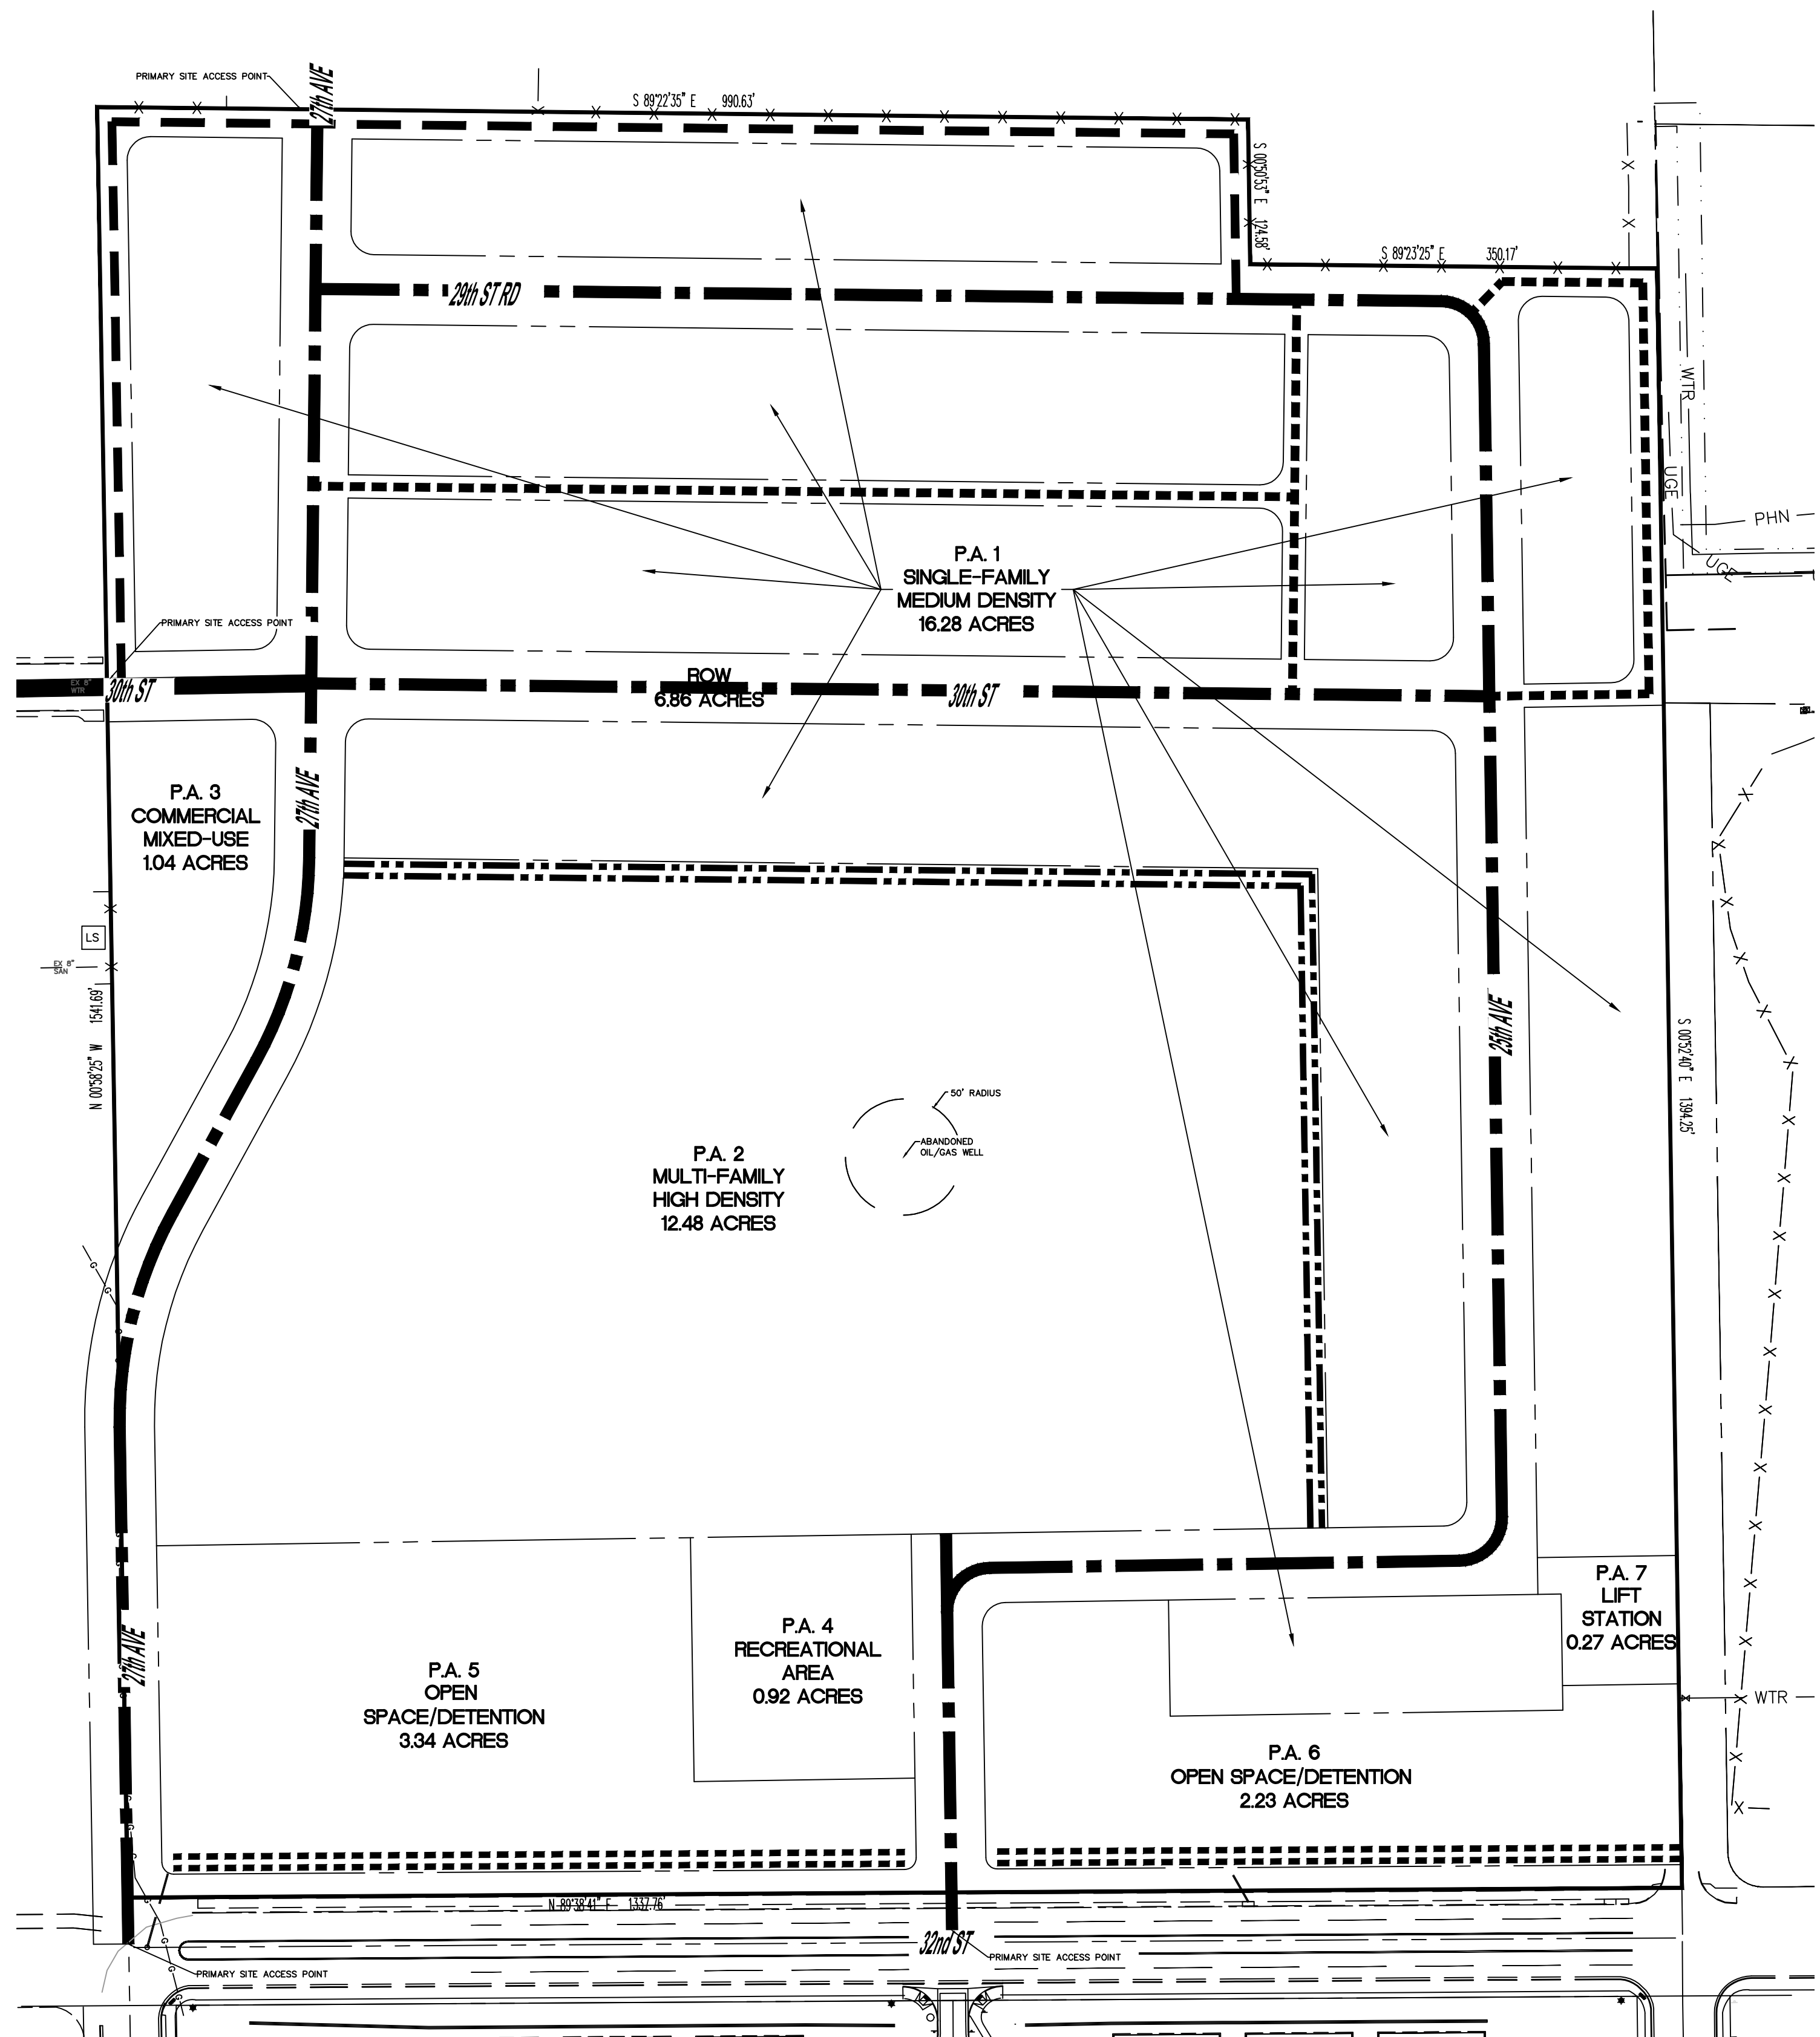 PRIMARY SITE ACCESS POINT
27th AVE
S 89°22'35" E 990.63'
S 00°50'53" E 124.58'
S 89°23'25" E 350.17'
29th ST RD
WTR
UGE
PHN
UGE
P.A. 1
SINGLE-FAMILY
MEDIUM DENSITY
16.28 ACRES
PRIMARY SITE ACCESS POINT
EX 8"
WTR
30th ST
ROW
6.86 ACRES
30th ST
27th AVE
P.A. 3
COMMERCIAL
MIXED-USE
1.04 ACRES
LS
EX 8"
SAN
N 00°58'25" W 1541.69'
25th AVE
S 00°52'40" E 1394.25'
50' RADIUS
ABANDONED
OIL/GAS WELL
P.A. 2
MULTI-FAMILY
HIGH DENSITY
12.48 ACRES
G
G
P.A. 7
LIFT
STATION
0.27 ACRES
P.A. 4
RECREATIONAL
AREA
0.92 ACRES
27th AVE
P.A. 5
OPEN
SPACE/DETENTION
3.34 ACRES
WTR
P.A. 6
OPEN SPACE/DETENTION
2.23 ACRES
N 89°38'41" E 1337.76'
32nd ST
PRIMARY SITE ACCESS POINT
PRIMARY SITE ACCESS POINT
G
G
G